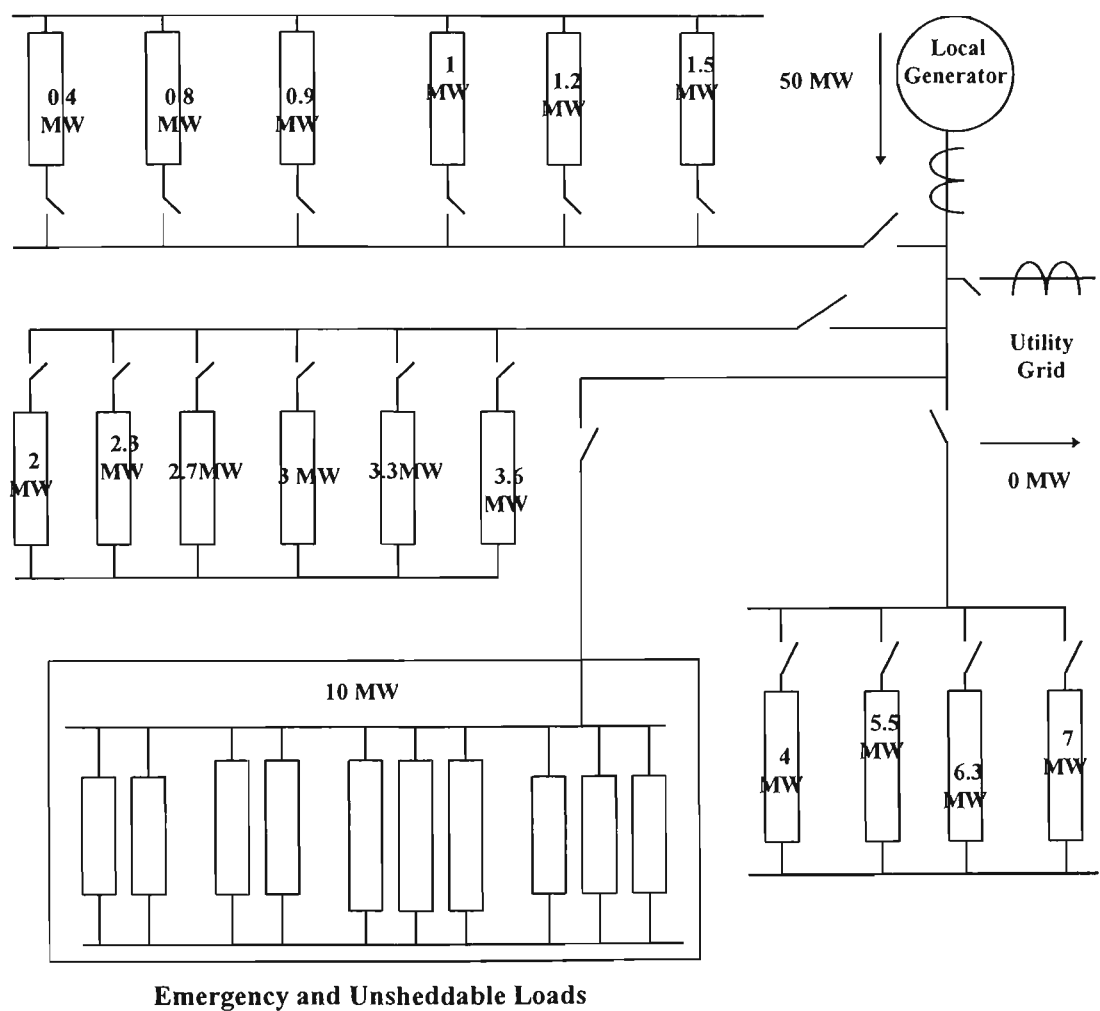 0.4
MW
0.8
MW
0.9
MW
1
MW
1.2
MW
1.5
MW
50 MW
Local
Generator
Utility
Grid
2
MW
2.3
MW
2.7MW
3 MW
3.3MW
3.6
MW
0 MW
10 MW
4
MW
5.5
MW
6.3
MW
7
MW
Emergency and Unsheddable Loads